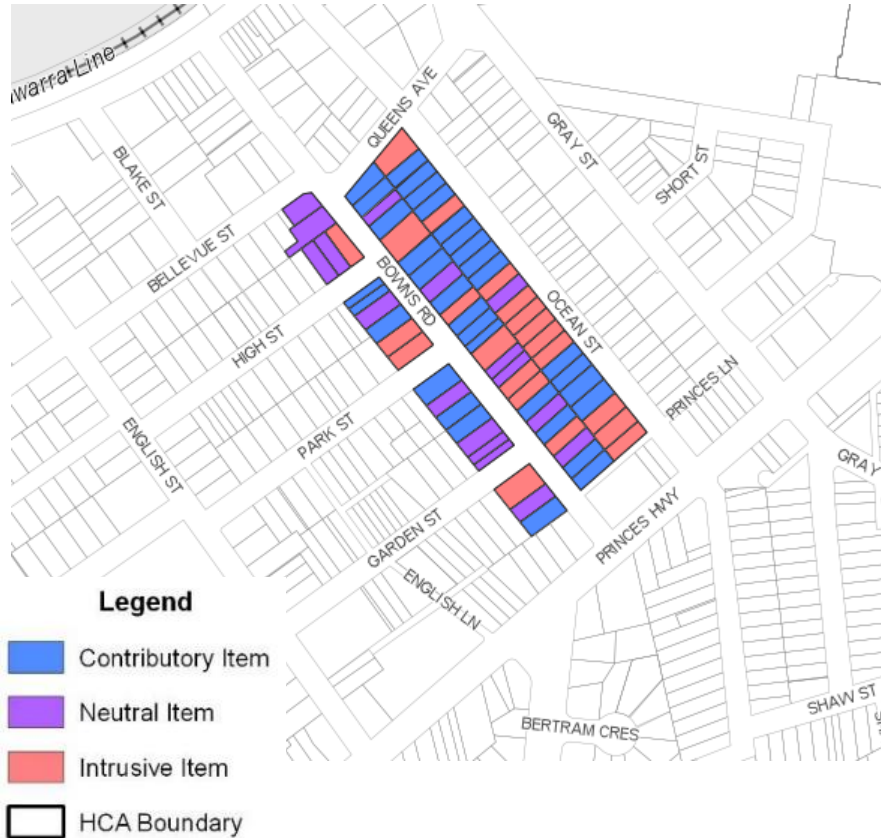 awarra Line
QUEENS AVE
GRAY ST
SHORT ST
BLAKE ST
BELLEVUE ST
BOWNS RD
OCEAN ST
HIGH ST
PRINCES LN
PARK ST
ENGLISH ST
GRAY
PRINCES HWY
GARDEN ST
ENGLISH LN
SHAW ST
BERTRAM CRES
Legend
Contributory Item
Neutral Item
Intrusive Item
HCA Boundary